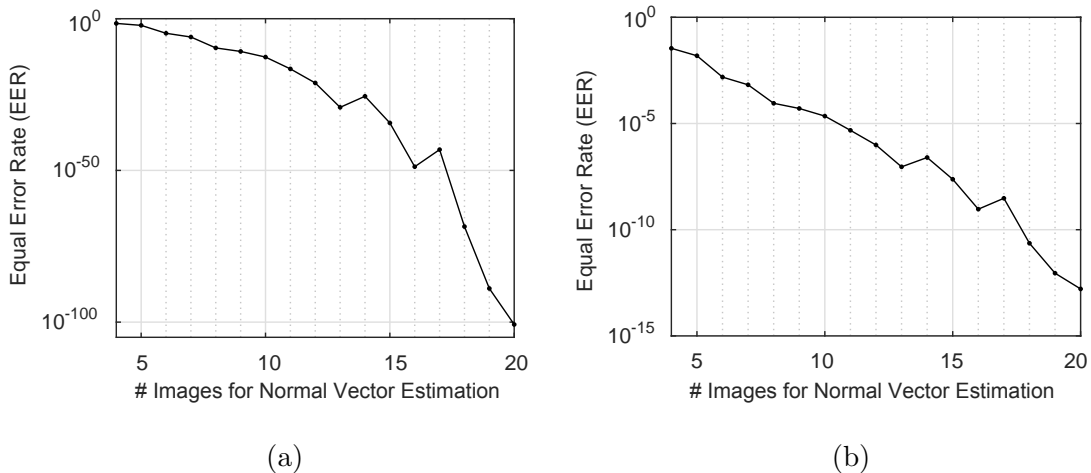 Equal Error Rate (EER)
10^0
10^-50
10^-100
5 10 15 20
# Images for Normal Vector Estimation
(a)
Equal Error Rate (EER)
10^0
10^-5
10^-10
10^-15
5 10 15 20
# Images for Normal Vector Estimation
(b)